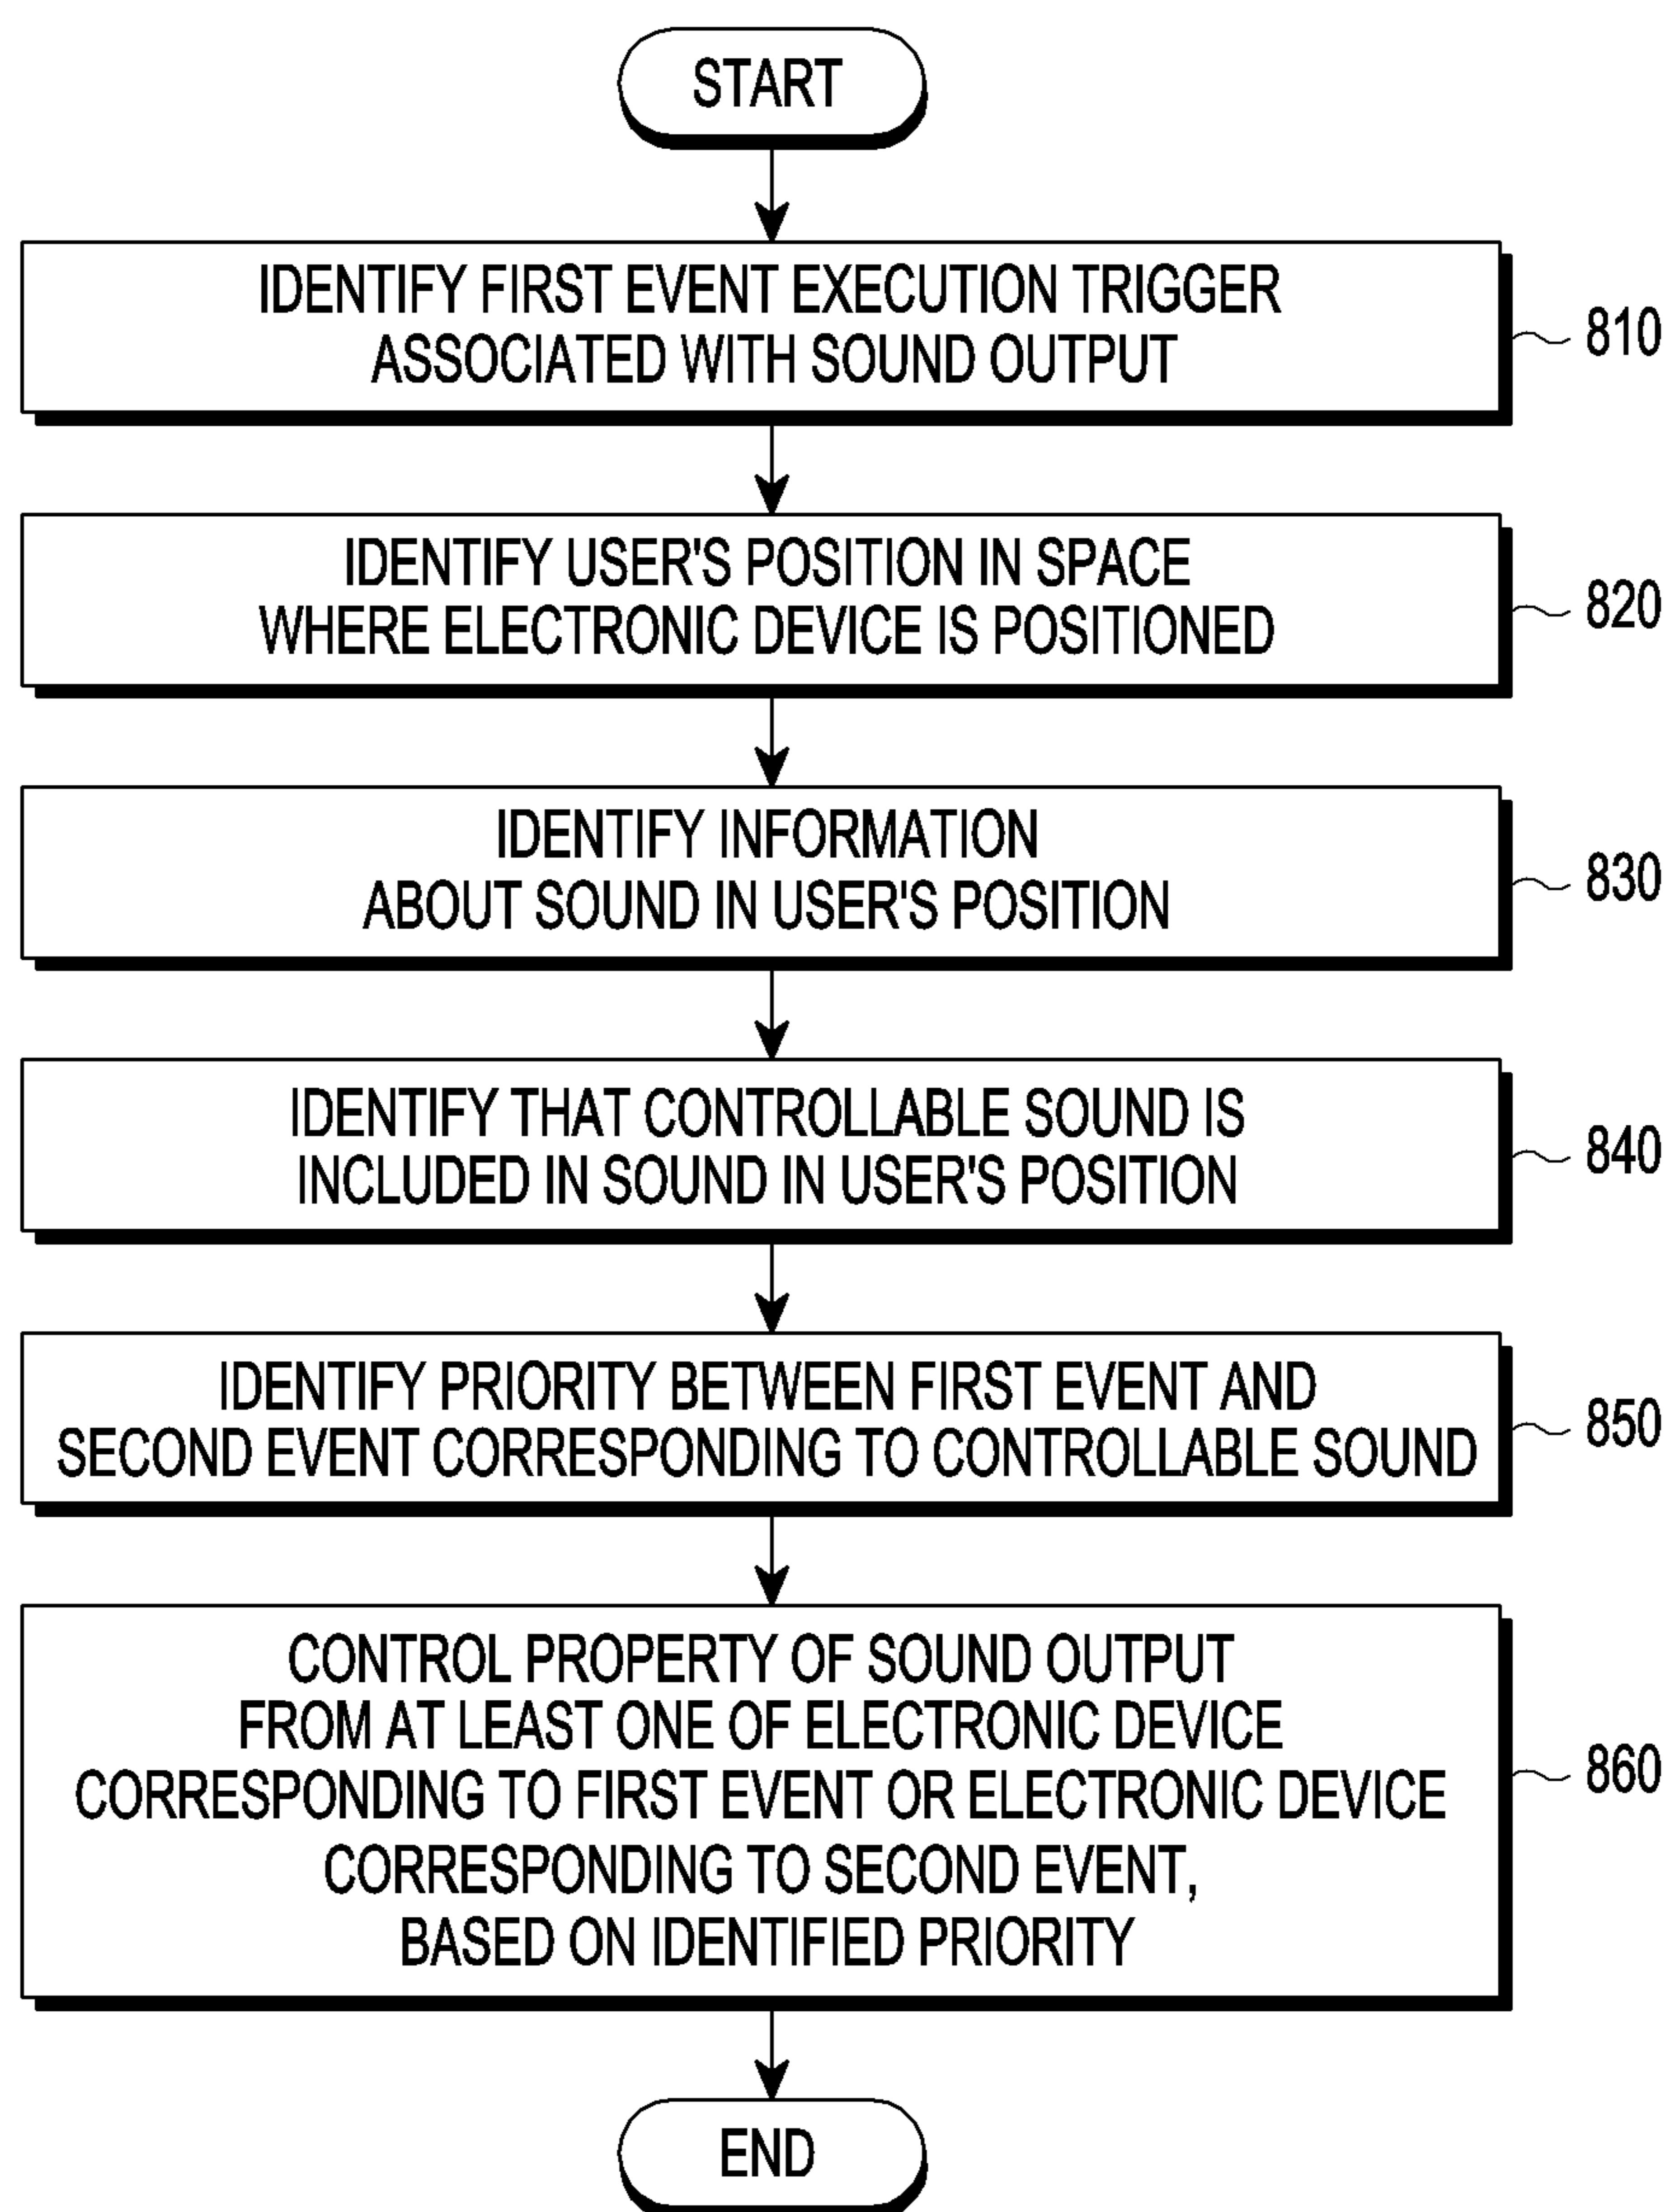 START
IDENTIFY FIRST EVENT EXECUTION TRIGGER
ASSOCIATED WITH SOUND OUTPUT
810
IDENTIFY USER'S POSITION IN SPACE
WHERE ELECTRONIC DEVICE IS POSITIONED
820
IDENTIFY INFORMATION
ABOUT SOUND IN USER'S POSITION
830
IDENTIFY THAT CONTROLLABLE SOUND IS
INCLUDED IN SOUND IN USER'S POSITION
840
IDENTIFY PRIORITY BETWEEN FIRST EVENT AND
SECOND EVENT CORRESPONDING TO CONTROLLABLE SOUND
850
CONTROL PROPERTY OF SOUND OUTPUT
FROM AT LEAST ONE OF ELECTRONIC DEVICE
CORRESPONDING TO FIRST EVENT OR ELECTRONIC DEVICE
CORRESPONDING TO SECOND EVENT,
BASED ON IDENTIFIED PRIORITY
860
END